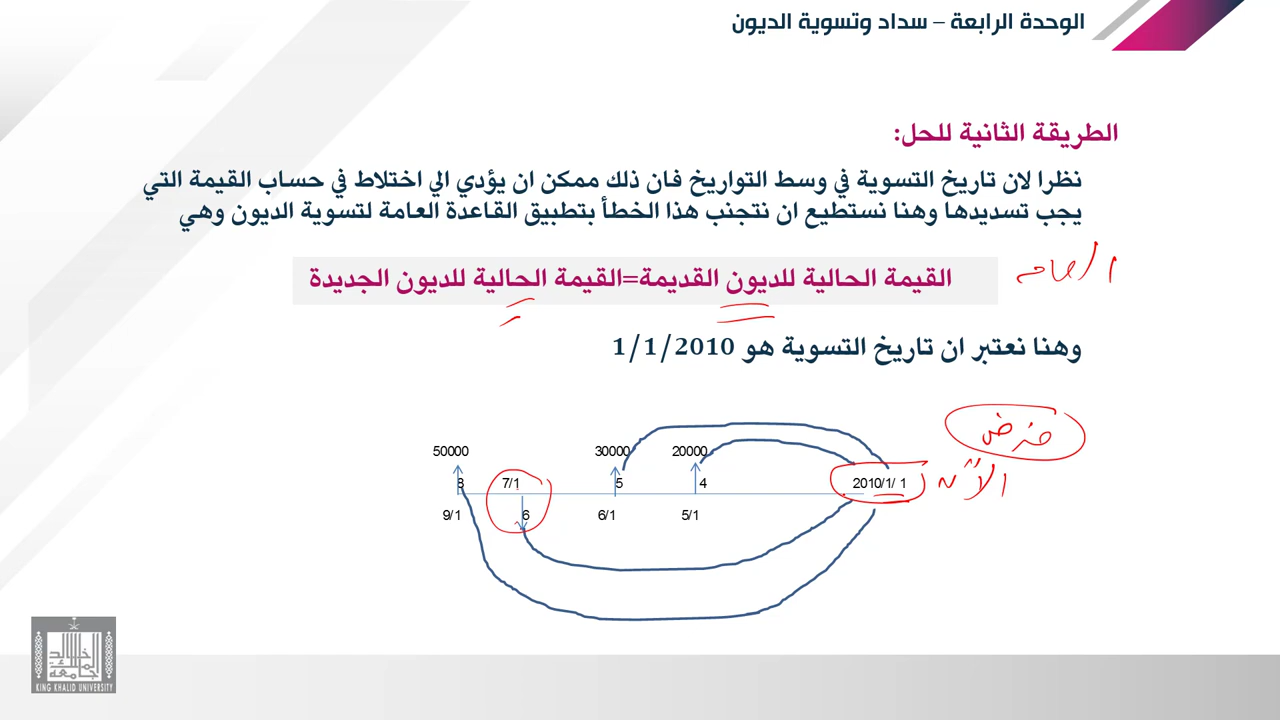 الوحدة الرابعة – سداد وتسوية الديون
الطريقة الثانية للحل:
نظرا لان تاريخ التسوية في وسط التواريخ فان ذلك ممكن ان يؤدي الي اختلاط في حساب القيمة التي
يجب تسديدها وهنا نستطيع ان نتجنب هذا الخطأ بتطبيق القاعدة العامة لتسوية الديون وهي
القيمة الحالية للديون القديمة=القيمة الحالية للديون الجديدة
وهنا نعتبر ان تاريخ التسوية هو 1/1/2010
50000 30000 20000
8 7/1 5 4 2010/1/ 1
9/1 6 6/1 5/1
جامعة الملك خالد
KING KHALID UNIVERSITY